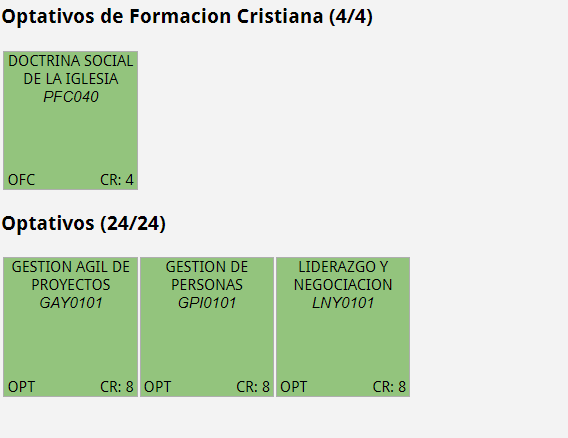 Optativos de Formacion Cristiana (4/4)
DOCTRINA SOCIAL
DE LA IGLESIA
PFC040
OFC CR: 4
Optativos (24/24)
GESTION AGIL DE
PROYECTOS
GAY0101
OPT CR: 8
GESTION DE
PERSONAS
GPI0101
OPT CR: 8
LIDERAZGO Y
NEGOCIACION
LNY0101
OPT CR: 8